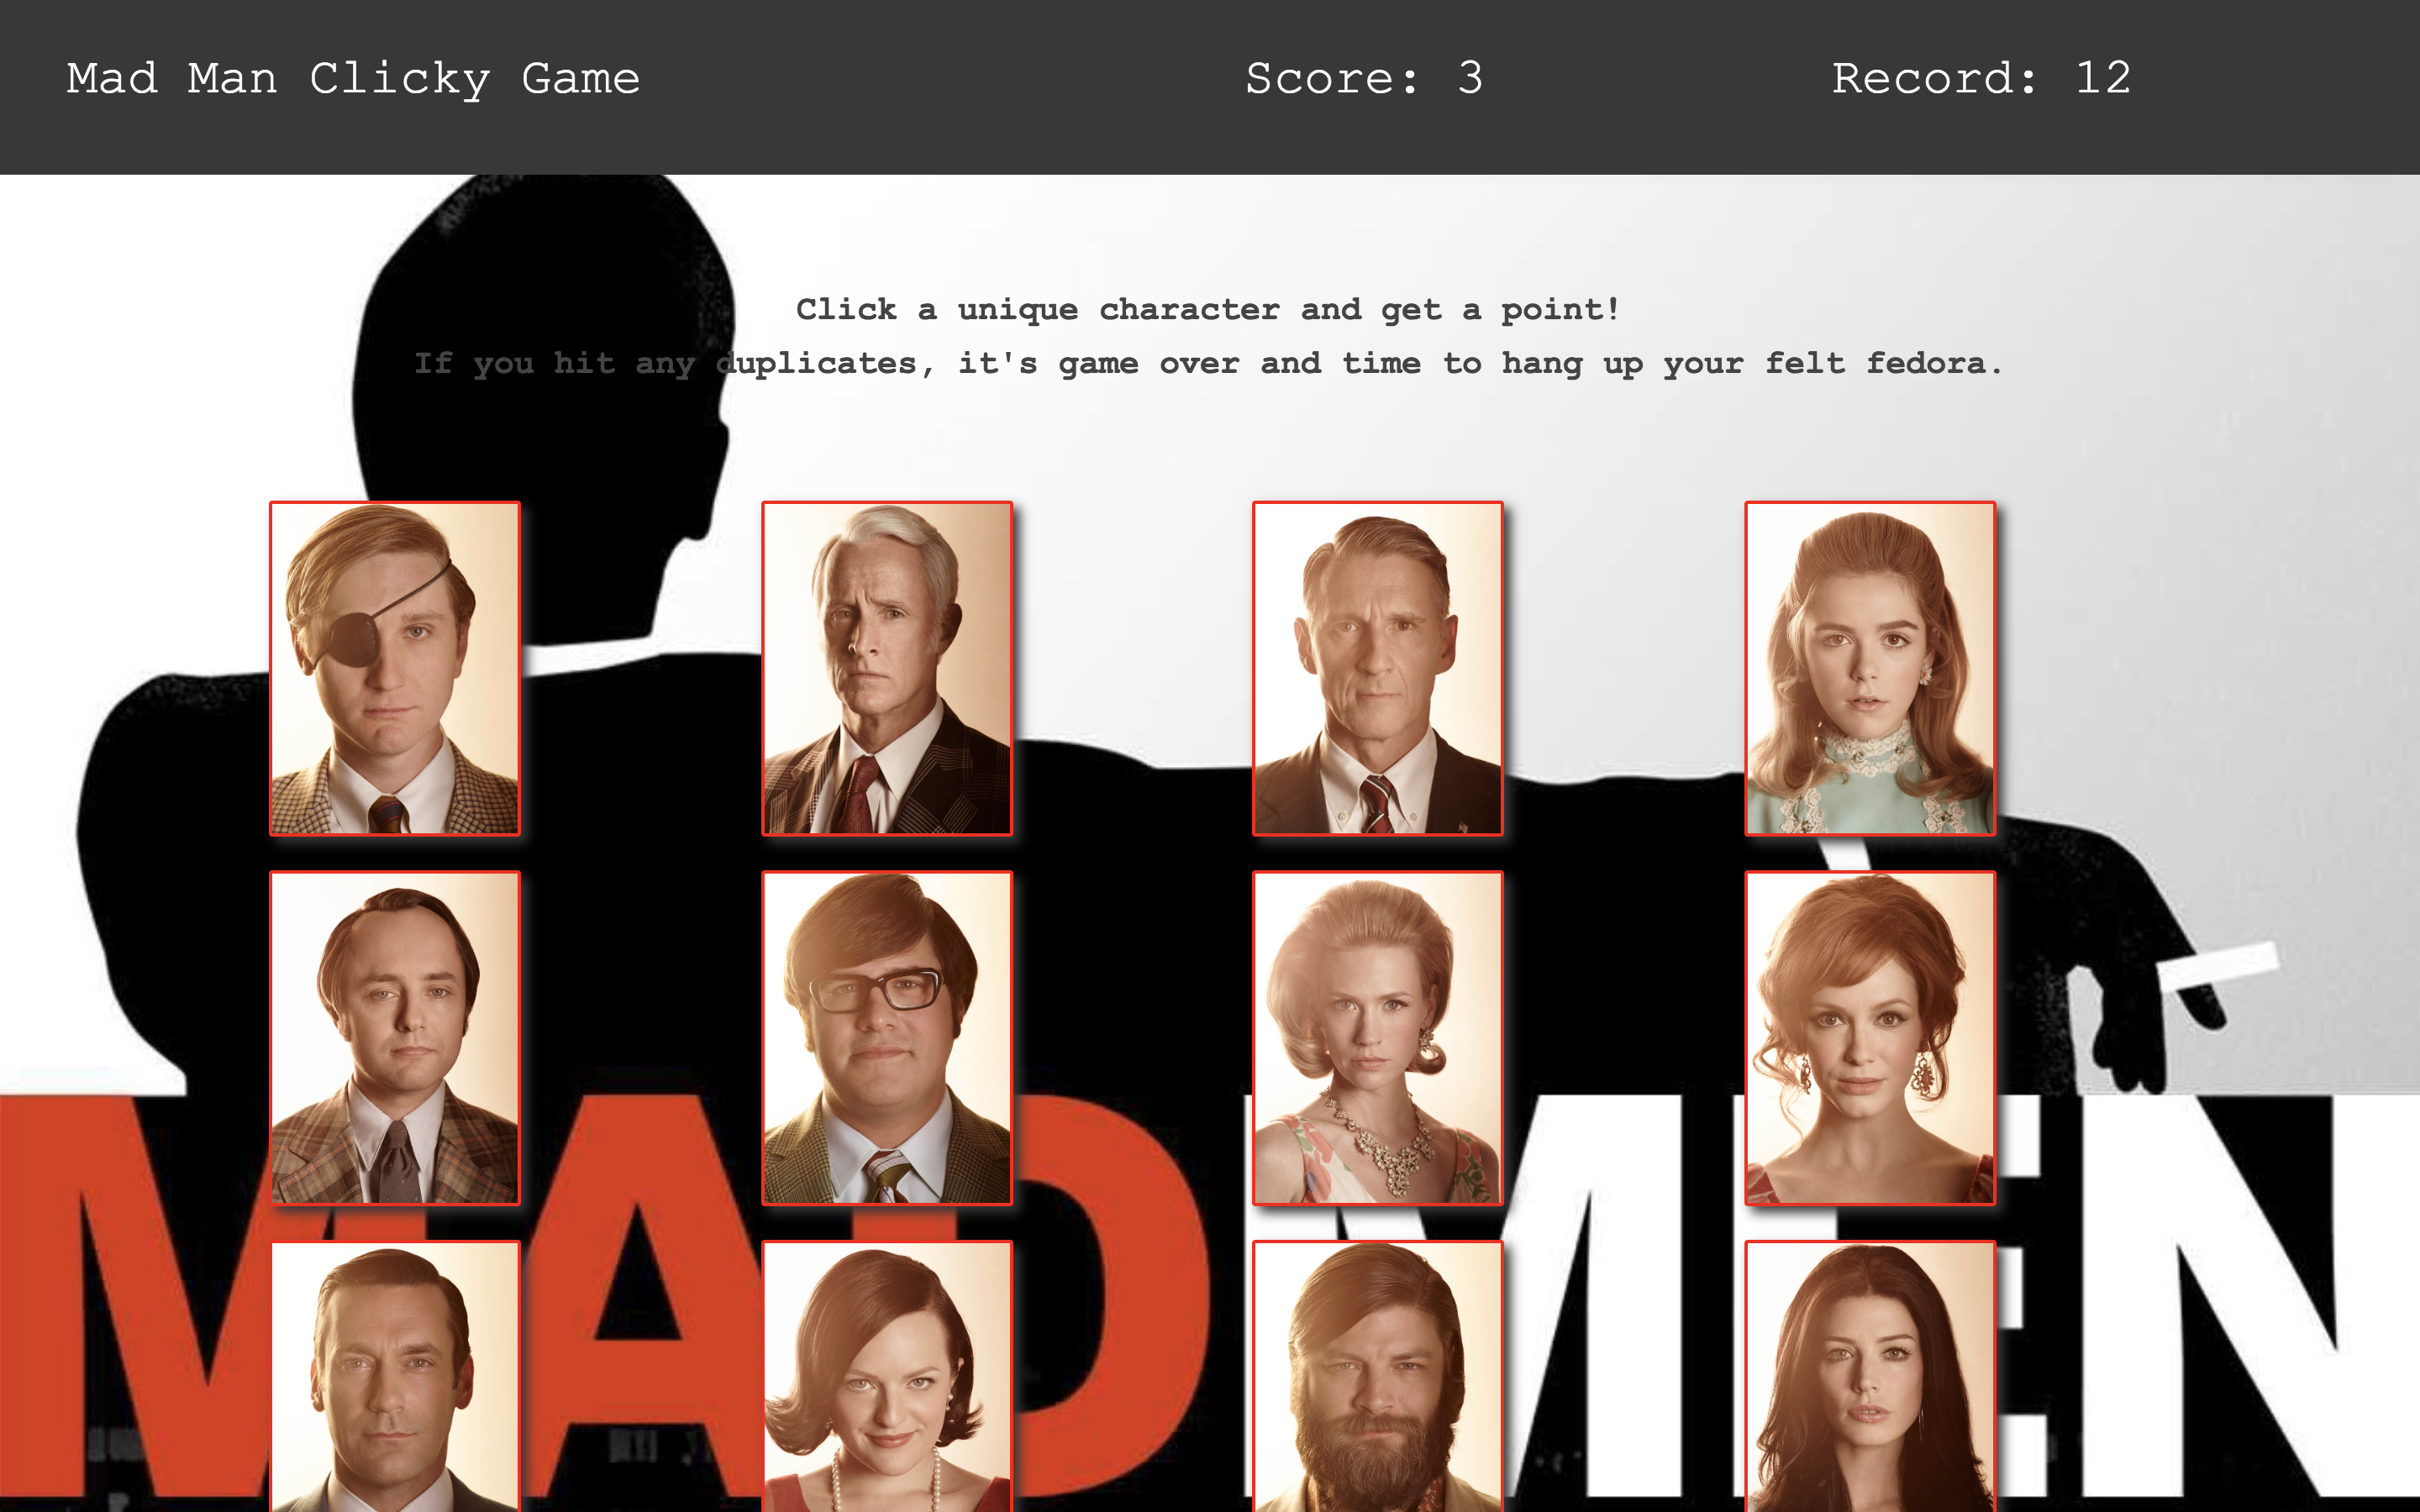 Mad Man Clicky Game Score: 3 Record: 12
Click a unique character and get a point!
If you hit any duplicates, it's game over and time to hang up your felt fedora.
MAD MEN